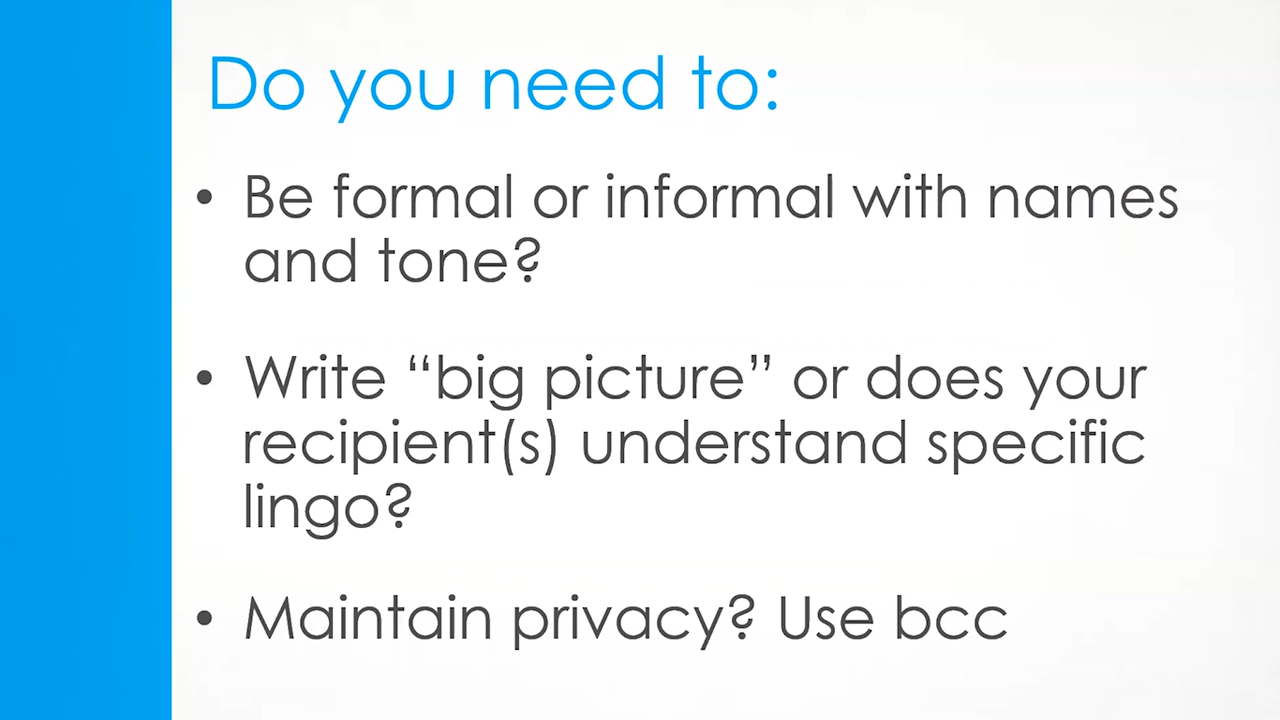 Do you need to:
• Be formal or informal with names
and tone?
• Write “big picture” or does your
recipient(s) understand specific
lingo?
• Maintain privacy? Use bcc